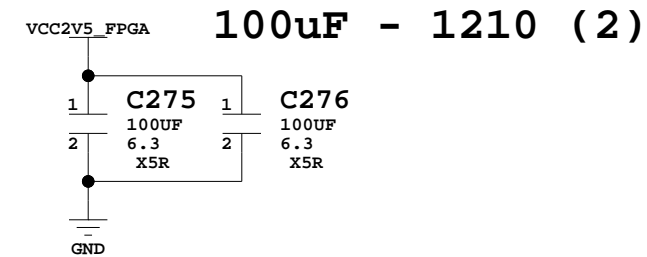 VCC2V5_FPGA
100uF - 1210 (2)
1 C275 1 C276
100UF 100UF
2 6.3 2 6.3
X5R X5R
GND